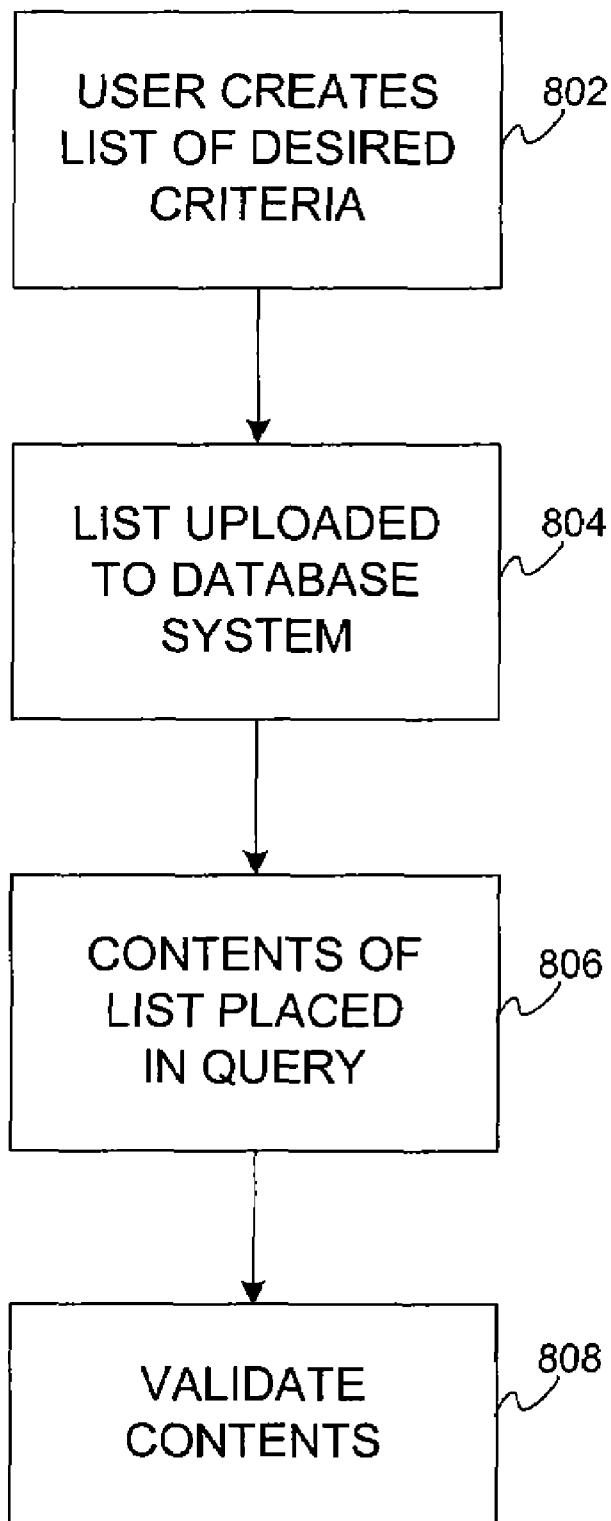 USER CREATES
LIST OF DESIRED
CRITERIA
802
LIST UPLOADED
TO DATABASE
SYSTEM
804
CONTENTS OF
LIST PLACED
IN QUERY
806
VALIDATE
CONTENTS
808